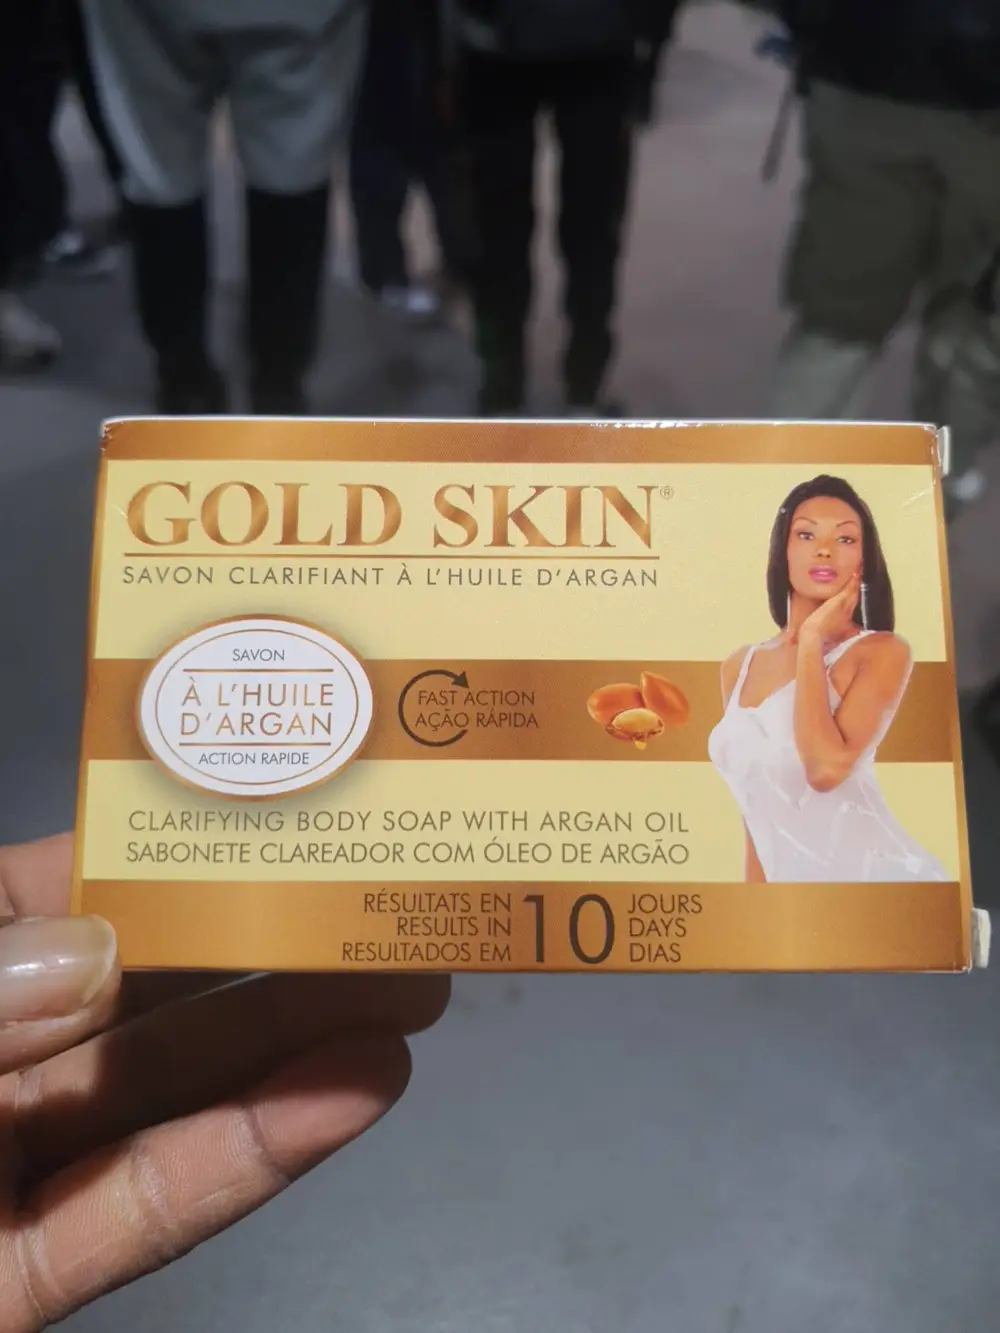 GOLD SKIN®
SAVON CLARIFIANT À L'HUILE D'ARGAN
SAVON
À L'HUILE
D'ARGAN
ACTION RAPIDE
FAST ACTION
AÇÃO RÁPIDA
CLARIFYING BODY SOAP WITH ARGAN OIL
SABONETE CLAREADOR COM ÓLEO DE ARGÃO
RÉSULTATS EN
RESULTS IN
RESULTADOS EM
10
JOURS
DAYS
DIAS